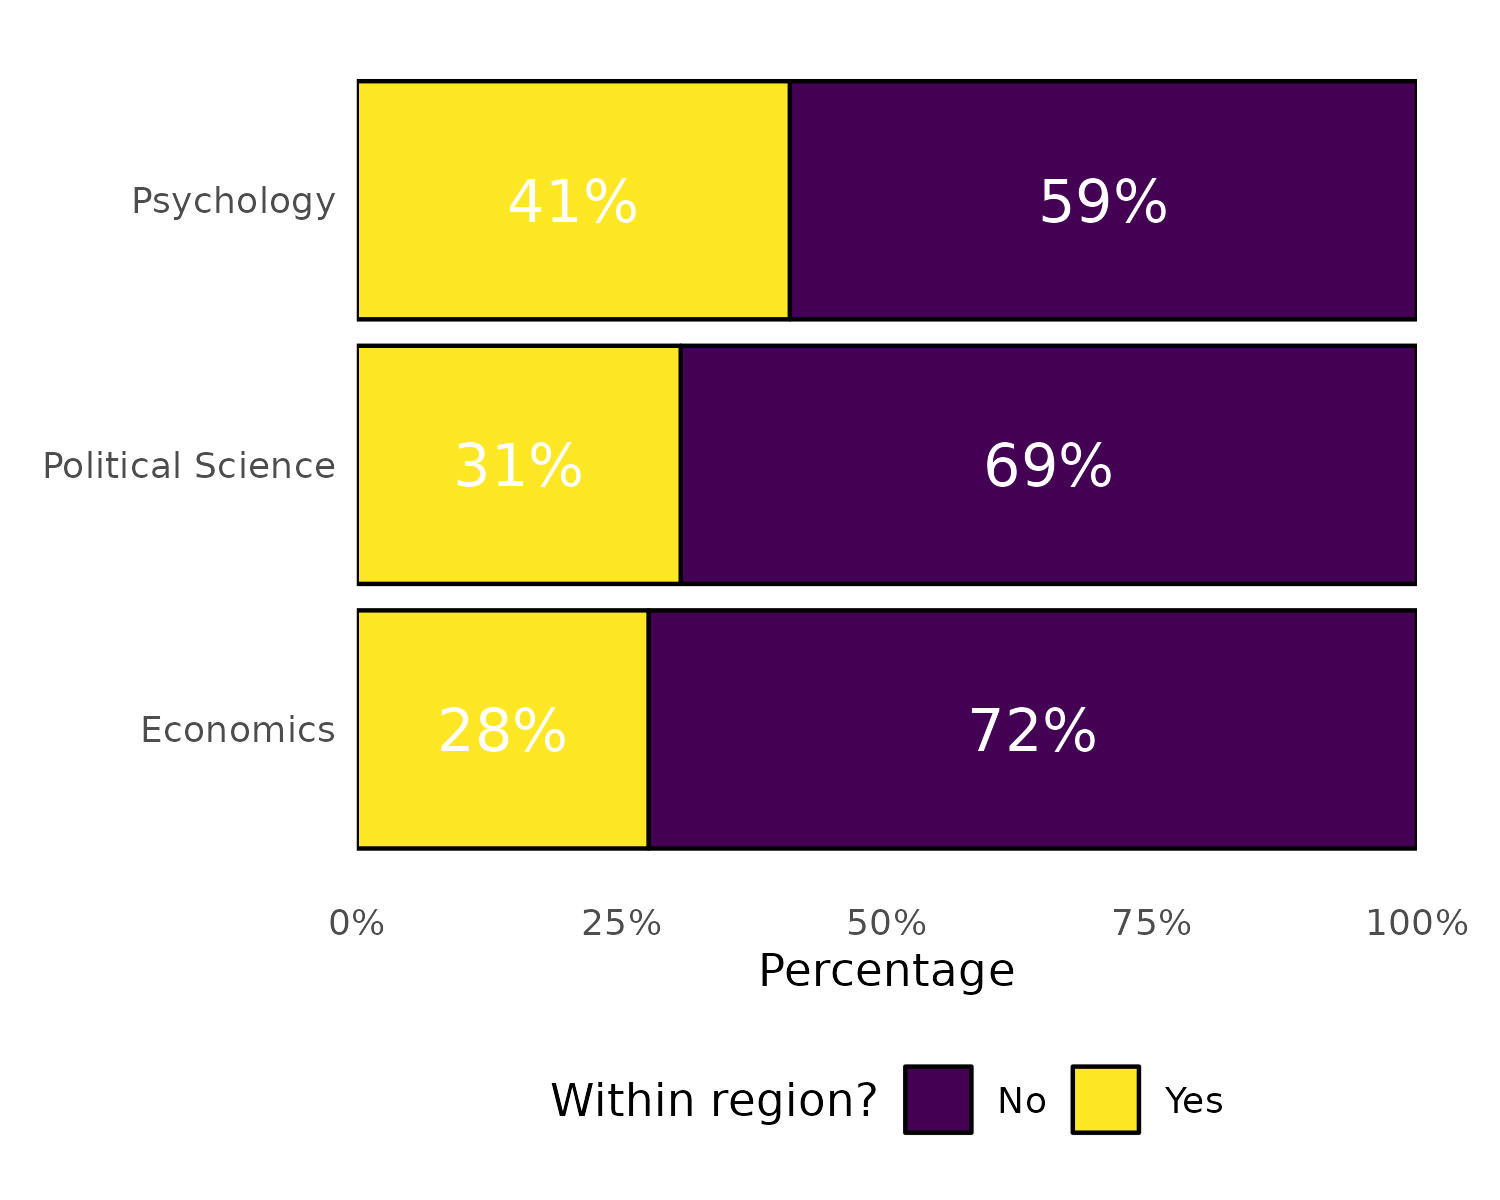 Psychology 41% 59%
Political Science 31% 69%
Economics 28% 72%
0% 25% 50% 75% 100%
Percentage
Within region? No Yes